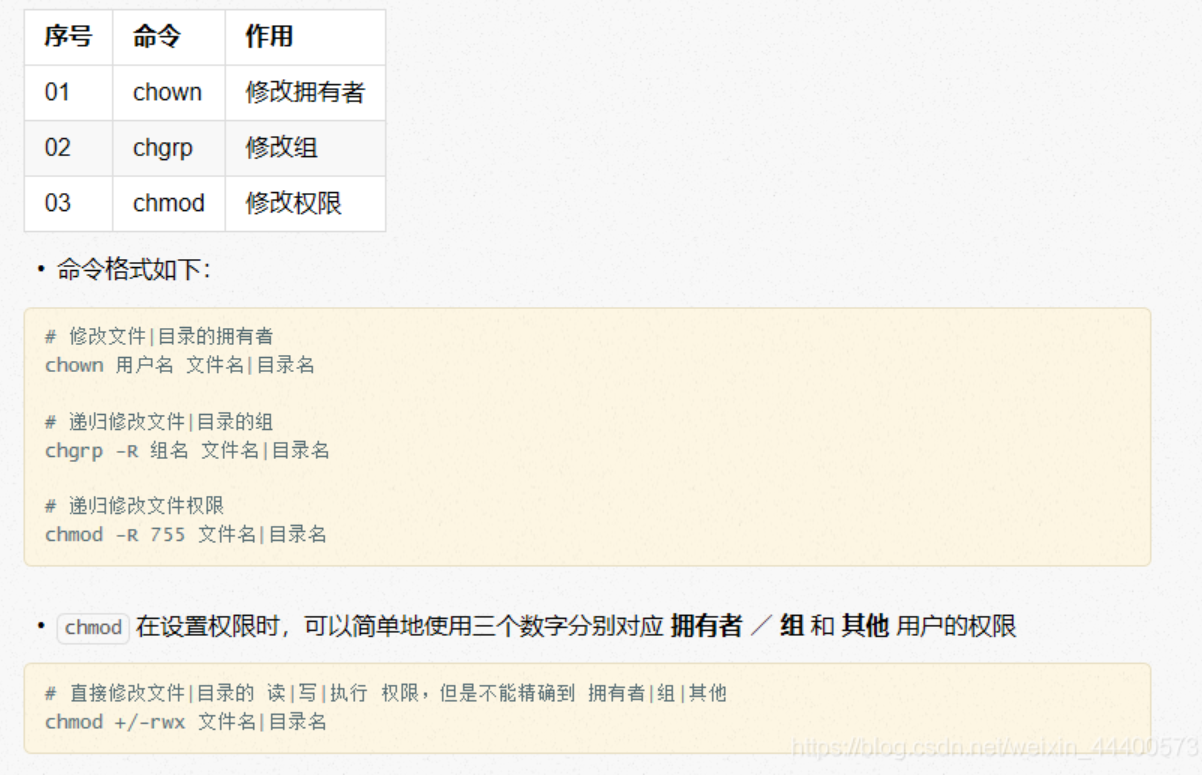 序号 命令 作用
01 chown 修改拥有者
02 chgrp 修改组
03 chmod 修改权限
• 命令格式如下：
# 修改文件|目录的拥有者
chown 用户名 文件名|目录名
# 递归修改文件|目录的组
chgrp -R 组名 文件名|目录名
# 递归修改文件权限
chmod -R 755 文件名|目录名
• chmod 在设置权限时，可以简单地使用三个数字分别对应 拥有者 ／ 组 和 其他 用户的权限
# 直接修改文件|目录的 读|写|执行 权限，但是不能精确到 拥有者|组|其他
chmod +/-rwx 文件名|目录名
https://blog.csdn.net/weixin_44400573